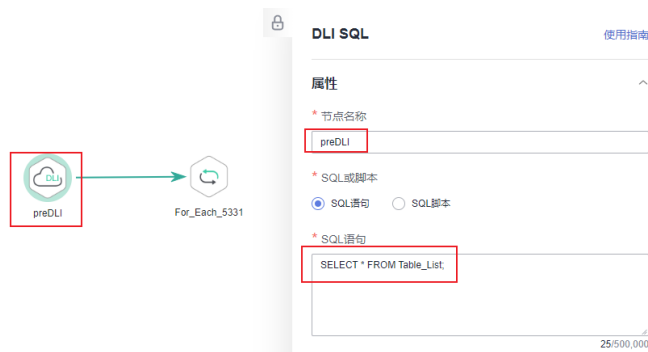 DLI SQL
使用指南
属性
* 节点名称
preDLI
* SQL或脚本
SQL语句
SQL脚本
* SQL语句
SELECT * FROM Table_List;
25/500,000
DLI
preDLI
For_Each_5331